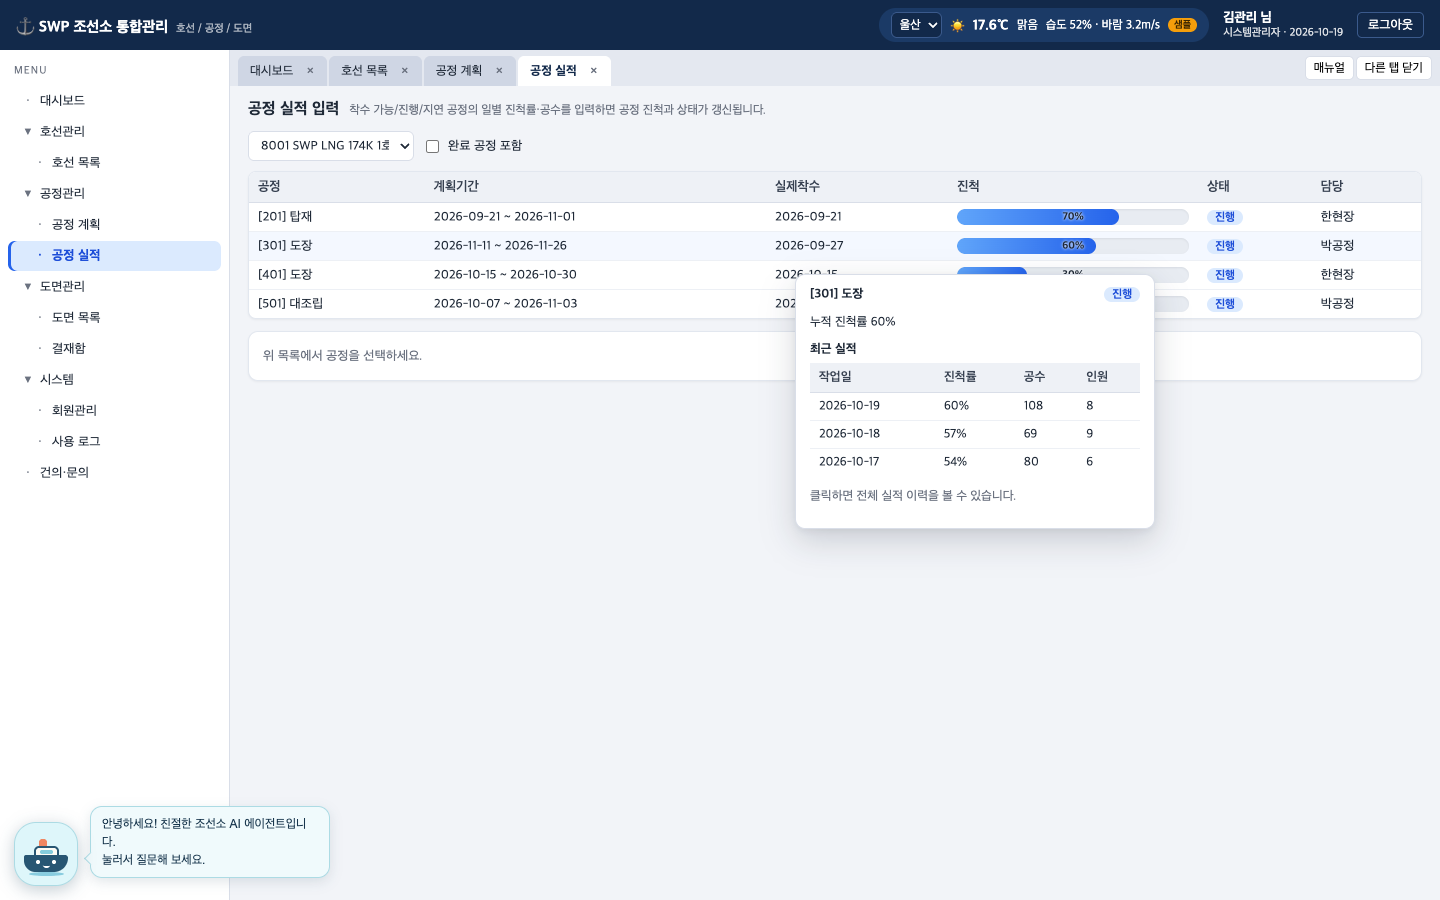 SWP 조선소 통합관리 호선 / 공정 / 도면
울산 17.6℃ 맑음 습도 52% · 바람 3.2m/s 샘플
김관리 님
시스템관리자 · 2026-10-19
로그아웃
MENU
· 대시보드
▼ 호선관리
· 호선 목록
▼ 공정관리
· 공정 계획
· 공정 실적
▼ 도면관리
· 도면 목록
· 결재함
▼ 시스템
· 회원관리
· 사용 로그
· 건의·문의
대시보드 × 호선 목록 × 공정 계획 × 공정 실적 ×
매뉴얼 다른 탭 닫기
공정 실적 입력 착수 가능/진행/지연 공정의 일별 진척률·공수를 입력하면 공정 진척과 상태가 갱신됩니다.
8001 SWP LNG 174K 1호 완료 공정 포함
공정 계획기간 실제착수 진척 상태 담당
[201] 탑재 2026-09-21 ~ 2026-11-01 2026-09-21 70% 진행 한현장
[301] 도장 2026-11-11 ~ 2026-11-26 2026-09-27 60% 진행 박공정
[401] 도장 2026-10-15 ~ 2026-10-30 2026-10-15 30% 진행 한현장
[501] 대조립 2026-10-07 ~ 2026-11-03 202 진행 박공정
위 목록에서 공정을 선택하세요.
[301] 도장 진행
누적 진척률 60%
최근 실적
작업일 진척률 공수 인원
2026-10-19 60% 108 8
2026-10-18 57% 69 9
2026-10-17 54% 80 6
클릭하면 전체 실적 이력을 볼 수 있습니다.
안녕하세요! 친절한 조선소 AI 에이전트입니
다.
눌러서 질문해 보세요.